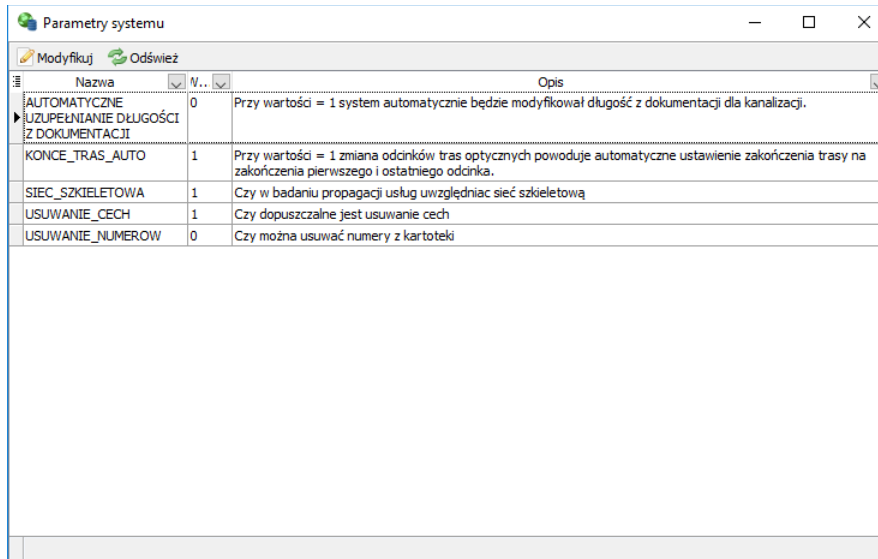 Parametry systemu
Modyfikuj Odśwież
Nazwa W.. Opis
AUTOMATYCZNE UZUPEŁNIANIE DŁUGOŚCI Z DOKUMENTACJI 0 Przy wartości = 1 system automatycznie będzie modyfikował długość z dokumentacji dla kanalizacji.
KONCE_TRAS_AUTO 1 Przy wartości = 1 zmiana odcinków tras optycznych powoduje automatyczne ustawienie zakończenia trasy na
zakończenia pierwszego i ostatniego odcinka.
SIEC_SZKIELETOWA 1 Czy w badaniu propagacji usług uwzględniac sieć szkieletową
USUWANIE_CECH 1 Czy dopuszczalne jest usuwanie cech
USUWANIE_NUMEROW 0 Czy można usuwać numery z kartoteki